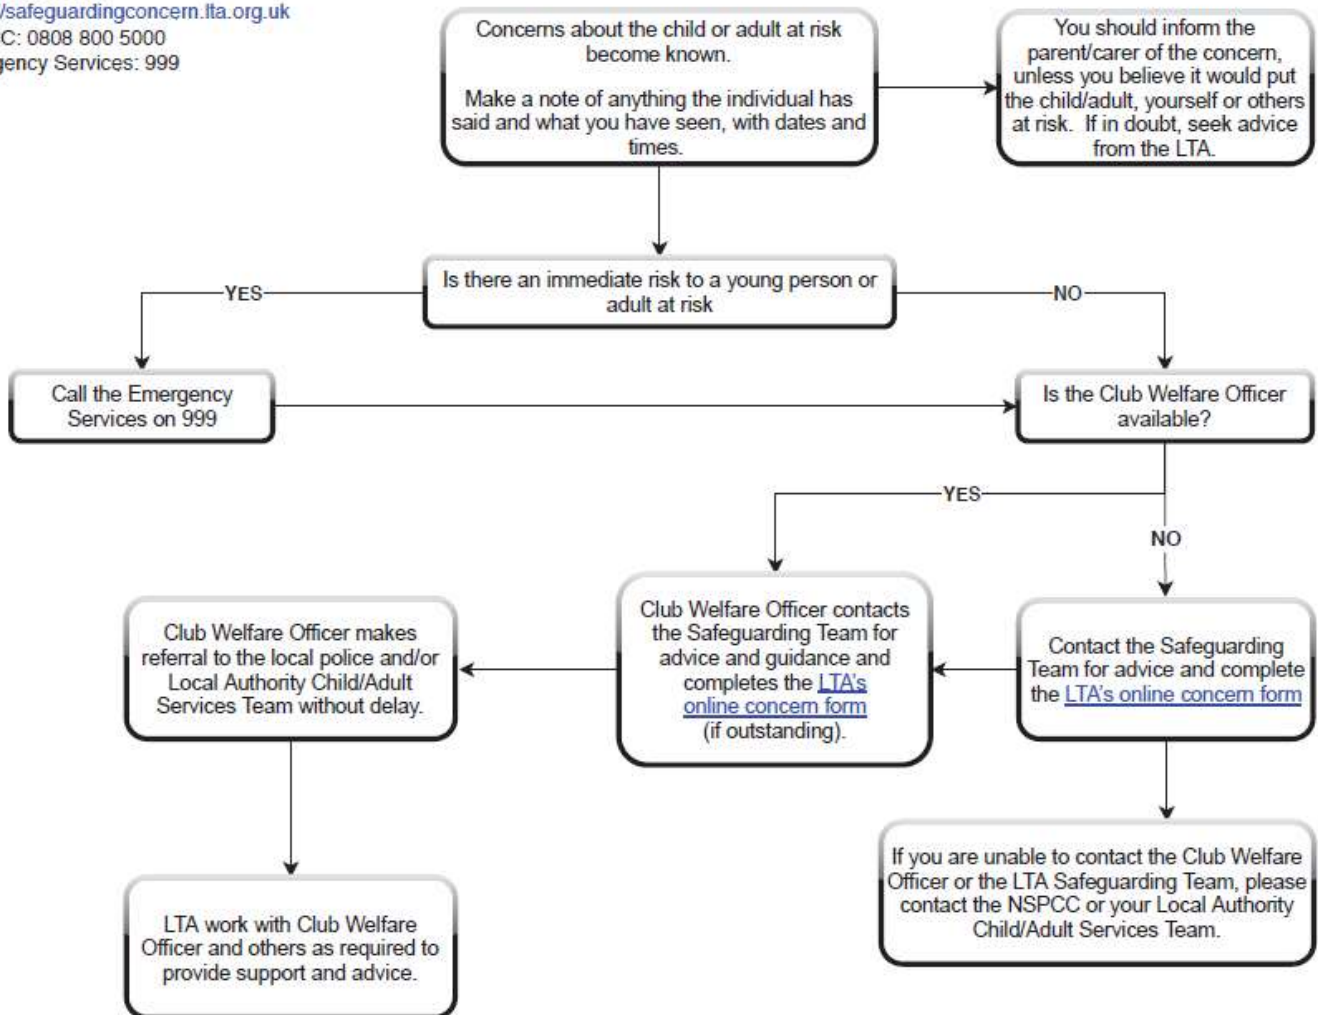 /safeguardingconcern.lta.org.uk
C: 0808 800 5000
gency Services: 999
Concerns about the child or adult at risk
become known.
Make a note of anything the individual has
said and what you have seen, with dates and
times.
You should inform the
parent/carer of the concern,
unless you believe it would put
the child/adult, yourself or others
at risk. If in doubt, seek advice
from the LTA.
Is there an immediate risk to a young person or
adult at risk
YES
NO
Call the Emergency
Services on 999
Is the Club Welfare Officer
available?
YES
NO
Club Welfare Officer makes
referral to the local police and/or
Local Authority Child/Adult
Services Team without delay.
Club Welfare Officer contacts
the Safeguarding Team for
advice and guidance and
completes the LTA's
online concern form
(if outstanding).
Contact the Safeguarding
Team for advice and complete
the LTA's online concern form
LTA work with Club Welfare
Officer and others as required to
provide support and advice.
If you are unable to contact the Club Welfare
Officer or the LTA Safeguarding Team, please
contact the NSPCC or your Local Authority
Child/Adult Services Team.